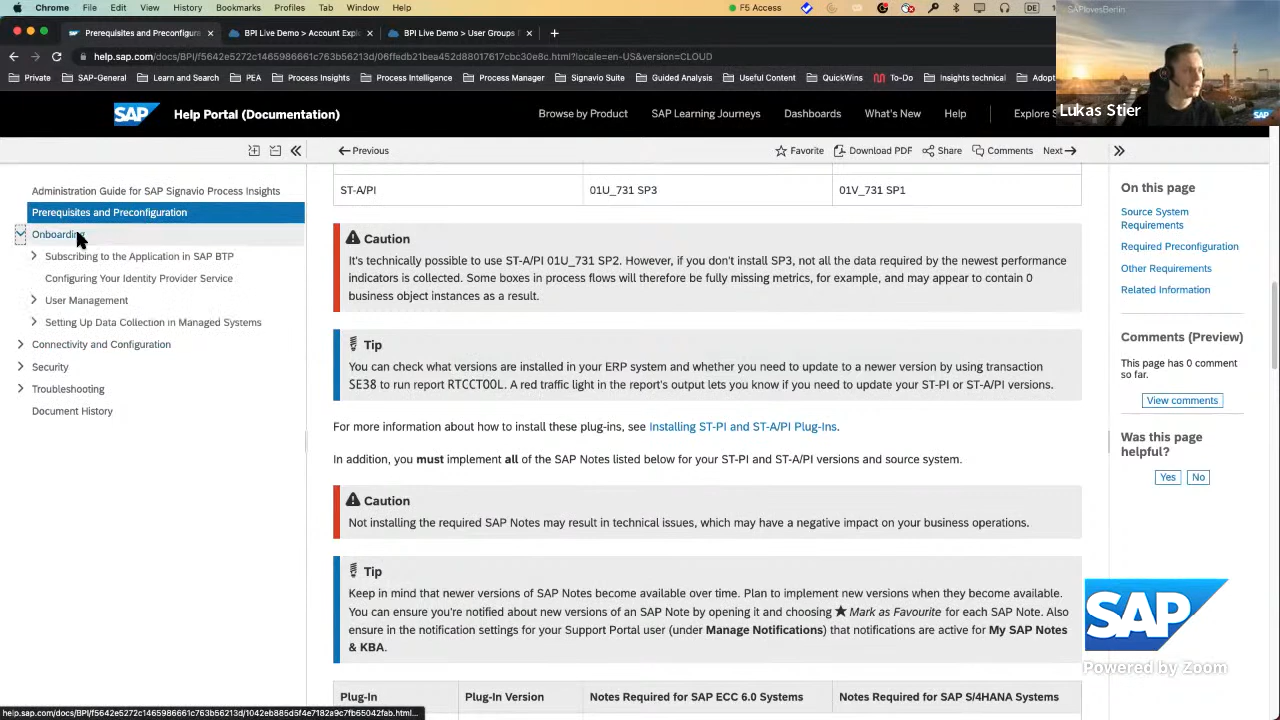 Chrome File Edit View History Bookmarks Profiles Tab Window Help
F5 Access
DE
SAPlovesBerlin
Prerequisites and Preconfigura
BPI Live Demo > Account Expl
BPI Live Demo > User Groups
help.sap.com/docs/BPI/f5642e5272c1465986661c763b56213d/06ffedb21bea452d88017617cbc30e8c.html?locale=en-US&version=CLOUD
Private SAP-General Learn and Search PEA Process Insights Process Intelligence Process Manager Signavio Suite Guided Analysis Useful Content QuickWins To-Do Insights technical Adopt
Lukas Stier
SAP
SAP Help Portal (Documentation)
Browse by Product SAP Learning Journeys Dashboards What's New Help Explore S
Previous Favorite Download PDF Share Comments Next
Administration Guide for SAP Signavio Process Insights
Prerequisites and Preconfiguration
Onboarding
Subscribing to the Application in SAP BTP
Configuring Your Identity Provider Service
User Management
Setting Up Data Collection in Managed Systems
Connectivity and Configuration
Security
Troubleshooting
Document History
ST-A/PI 01U_731 SP3 01V_731 SP1
Caution
It's technically possible to use ST-A/PI 01U_731 SP2. However, if you don't install SP3, not all the data required by the newest performance
indicators is collected. Some boxes in process flows will therefore be fully missing metrics, for example, and may appear to contain 0
business object instances as a result.
Tip
You can check what versions are installed in your ERP system and whether you need to update to a newer version by using transaction
SE38 to run report RTCCTOOL. A red traffic light in the report's output lets you know if you need to update your ST-PI or ST-A/PI versions.
For more information about how to install these plug-ins, see Installing ST-PI and ST-A/PI Plug-Ins.
In addition, you must implement all of the SAP Notes listed below for your ST-PI and ST-A/PI versions and source system.
Caution
Not installing the required SAP Notes may result in technical issues, which may have a negative impact on your business operations.
Tip
Keep in mind that newer versions of SAP Notes become available over time. Plan to implement new versions when they become available.
You can ensure you're notified about new versions of an SAP Note by opening it and choosing ★ Mark as Favourite for each SAP Note. Also
ensure in the notification settings for your Support Portal user (under Manage Notifications) that notifications are active for My SAP Notes
& KBA.
Plug-In Plug-In Version Notes Required for SAP ECC 6.0 Systems Notes Required for SAP S/4HANA Systems
On this page
Source System
Requirements
Required Preconfiguration
Other Requirements
Related Information
Comments (Preview)
This page has 0 comment
so far.
View comments
Was this page
helpful?
Yes No
SAP
Powered by Zoom
help.sap.com/docs/BPI/f5642e5272c1465986661c763b56213d/1042eb885d5f4e7182a9c7fb65042fab.html...